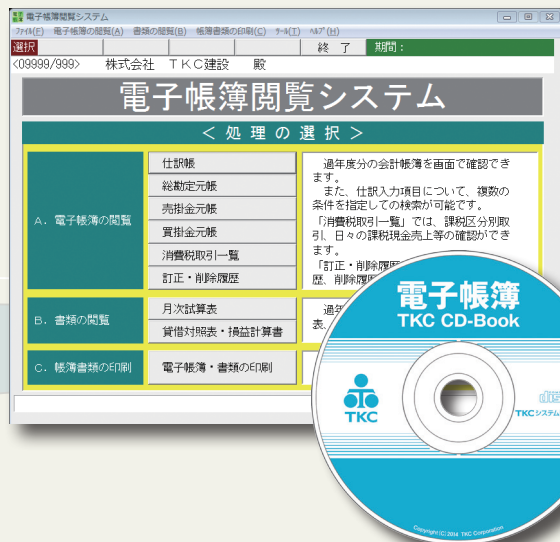 電子帳簿閲覧システム
ファイル(F) 電子帳簿の閲覧(A) 書類の閲覧(B) 帳簿書類の印刷(C) ツール(T) ヘルプ(H)
選択
終 了
期間：
<09999/999> 株式会社 ＴＫＣ建設 殿
電子帳簿閲覧システム
＜ 処 理 の 選 択 ＞
Ａ．電子帳簿の閲覧
仕訳帳
総勘定元帳
売掛金元帳
買掛金元帳
消費税取引一覧
訂正・削除履歴
過年度分の会計帳簿を画面で確認でき
ます。
また、仕訳入力項目について、複数の
条件を指定しての検索が可能です。
「消費税取引一覧」では、課税区分別取
引、日々の課税現金売上等の確認ができ
ます。
「訂正・削除履
歴、削除履
Ｂ．書類の閲覧
月次試算表
貸借対照表・損益計算書
過年
表、
Ｃ．帳簿書類の印刷
電子帳簿・書類の印刷
電子帳簿
TKC CD-Book
TKC
dis
TKCシステム
Copyright(C) 2014 TKC Corporation